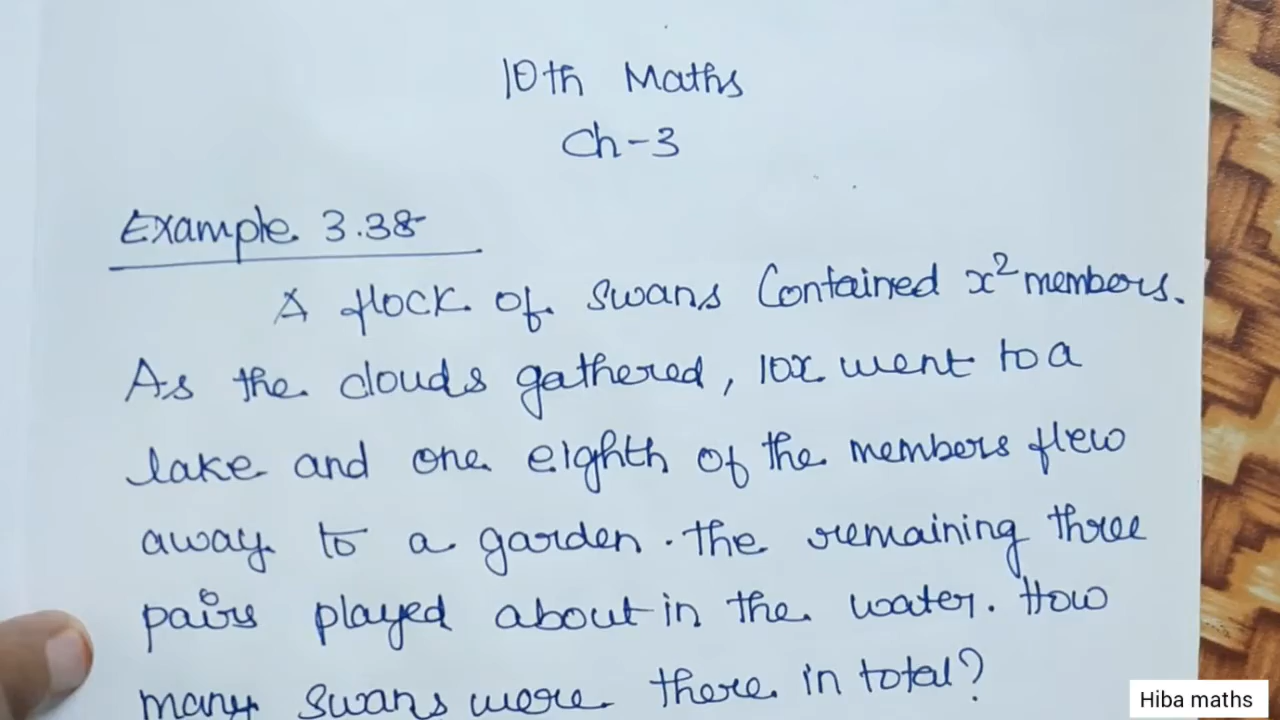 10th Maths
Ch-3
Example 3.38
A flock of swans Contained x² members.
As the clouds gathered, 10x went to a
lake and one eighth of the members flew
away to a garden. The remaining three
pairs played about in the water. How
many swans were there in total?
Hiba maths